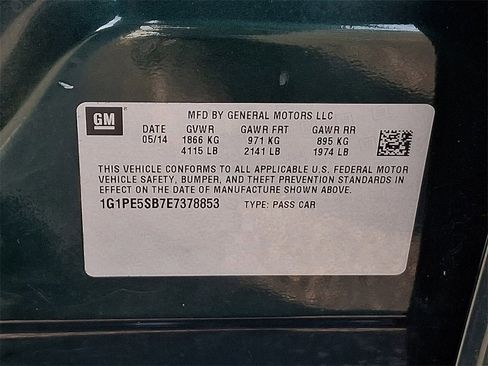 GM
MFD BY GENERAL MOTORS LLC
DATE GVWR GAWR FRT GAWR RR
05/14 1866 KG 971 KG 895 KG
4115 LB 2141 LB 1974 LB
THIS VEHICLE CONFORMS TO ALL APPLICABLE U.S. FEDERAL MOTOR
VEHICLE SAFETY, BUMPER, AND THEFT PREVENTION STANDARDS IN
EFFECT ON THE DATE OF MANUFACTURE SHOWN ABOVE.
1G1PE5SB7E7378853 TYPE: PASS CAR